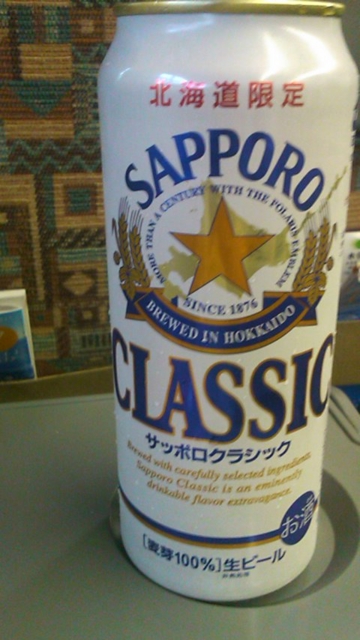 北海道限定
SAPPORO
MORE THAN A CENTURY WITH THE POLARIS EMBLEM
SINCE 1876
BREWED IN HOKKAIDO
CLASSIC
サッポロクラシック
Brewed with carefully selected ingredients.
Sapporo Classic is an eminently
drinkable flavor extravagance.
お酒
[麦芽100%]生ビール